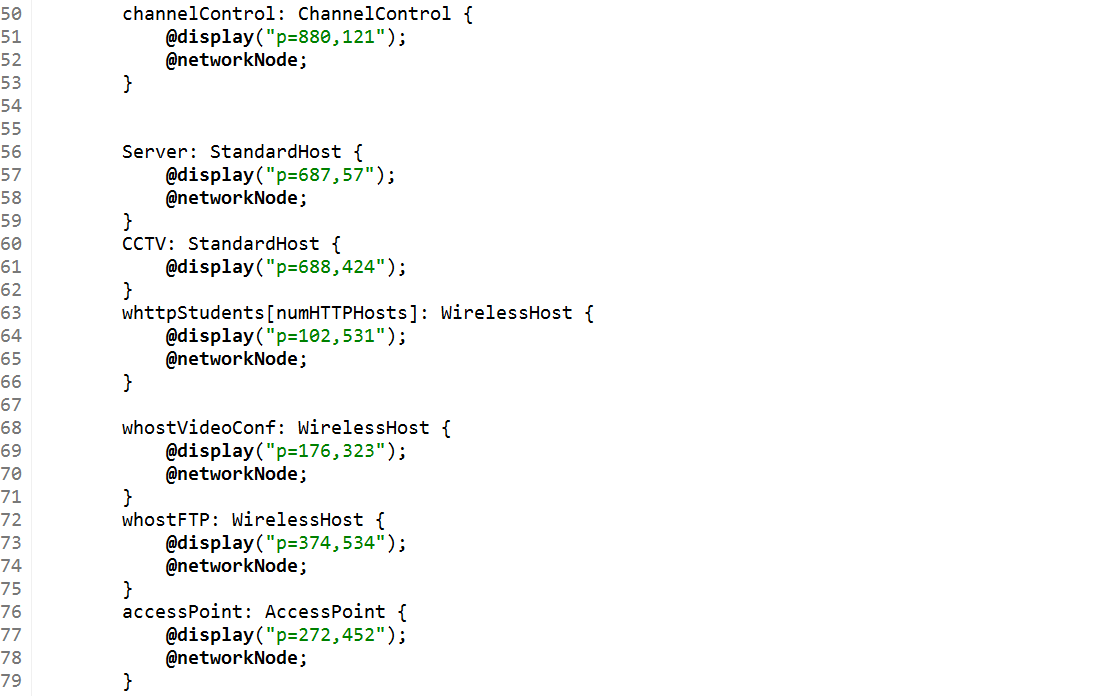 50 channelControl: ChannelControl {
51 @display("p=880,121");
52 @networkNode;
53 }
54
55
56 Server: StandardHost {
57 @display("p=687,57");
58 @networkNode;
59 }
60 CCTV: StandardHost {
61 @display("p=688,424");
62 }
63 whttpStudents[numHTTPHosts]: WirelessHost {
64 @display("p=102,531");
65 @networkNode;
66 }
67
68 whostVideoConf: WirelessHost {
69 @display("p=176,323");
70 @networkNode;
71 }
72 whostFTP: WirelessHost {
73 @display("p=374,534");
74 @networkNode;
75 }
76 accessPoint: AccessPoint {
77 @display("p=272,452");
78 @networkNode;
79 }